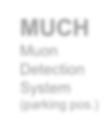 MUCH
Muon
Detection
System
(parking pos.)